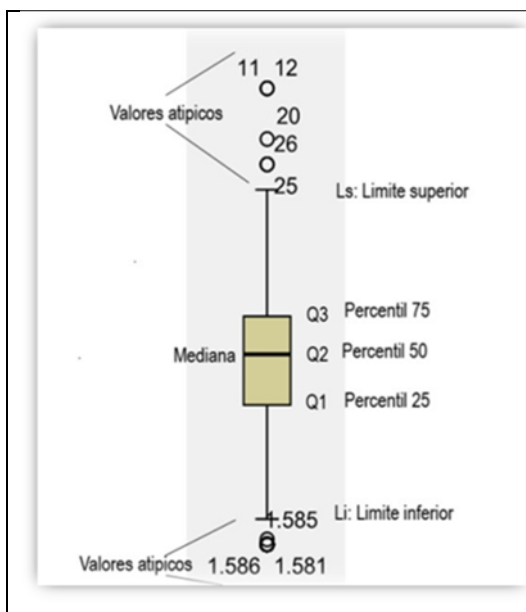 11 12
Valores atipicos
20
26
25
Ls: Limite superior
Q3 Percentil 75
Mediana Q2 Percentil 50
Q1 Percentil 25
1.585 Li: Limite inferior
Valores atipicos 1.586 1.581